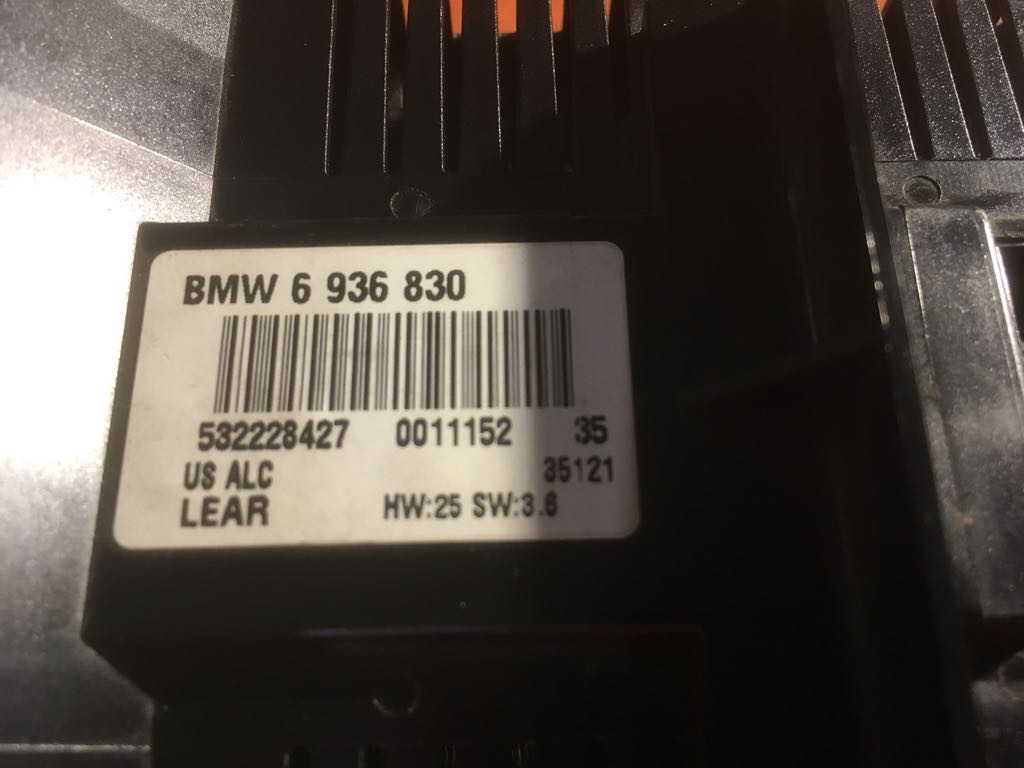 BMW 6 936 830
532228427 0011152 35
US ALC 35121
LEAR HW:25 SW:3.6